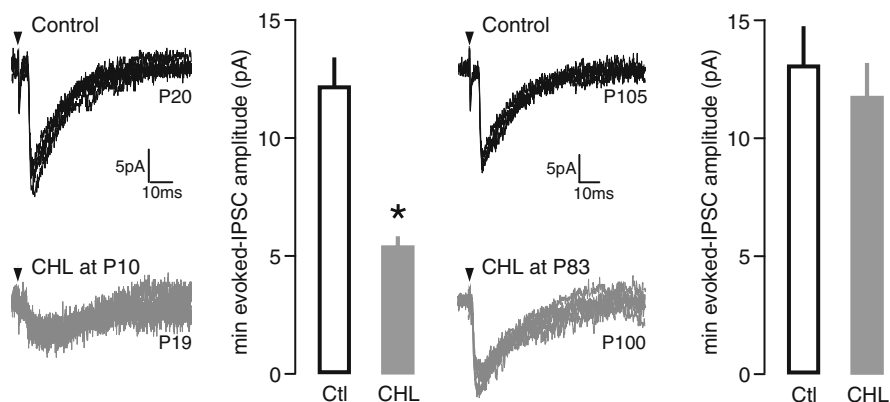 Control
P20
5pA
10ms
CHL at P10
P19
min evoked-IPSC amplitude (pA)
15
10
5
0
*
Ctl
CHL
Control
P105
5pA
10ms
CHL at P83
P100
min evoked-IPSC amplitude (pA)
15
10
5
0
Ctl
CHL